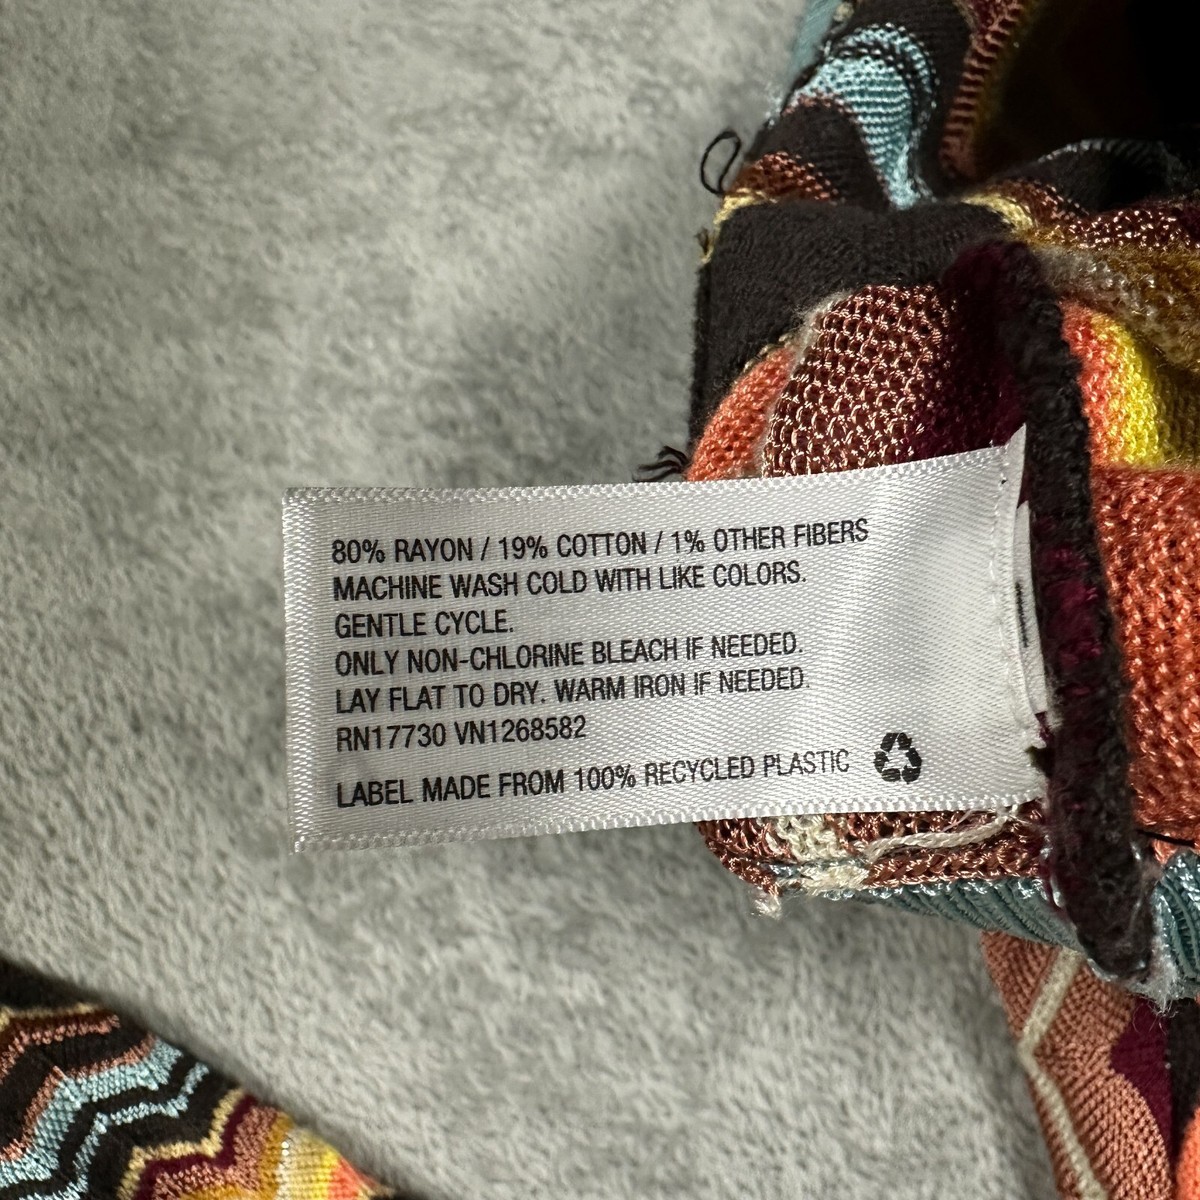 80% RAYON / 19% COTTON / 1% OTHER FIBERS
MACHINE WASH COLD WITH LIKE COLORS.
GENTLE CYCLE.
ONLY NON-CHLORINE BLEACH IF NEEDED.
LAY FLAT TO DRY. WARM IRON IF NEEDED.
RN17730 VN1268582
LABEL MADE FROM 100% RECYCLED PLASTIC